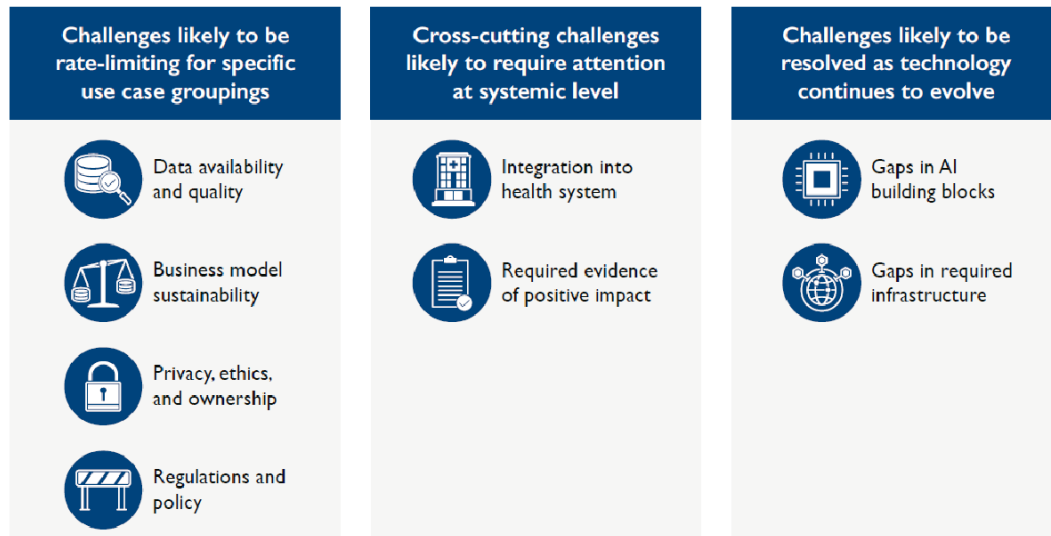 Challenges likely to be
rate-limiting for specific
use case groupings
Data availability
and quality
Business model
sustainability
Privacy, ethics,
and ownership
Regulations and
policy
Cross-cutting challenges
likely to require attention
at systemic level
Integration into
health system
Required evidence
of positive impact
Challenges likely to be
resolved as technology
continues to evolve
Gaps in AI
building blocks
Gaps in required
infrastructure